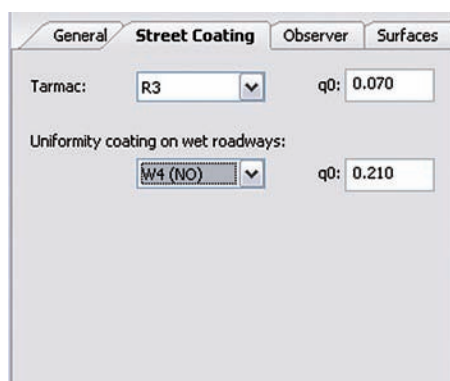 General Street Coating Observer Surfaces
Tarmac: R3 q0: 0.070
Uniformity coating on wet roadways:
W4 (NO) q0: 0.210